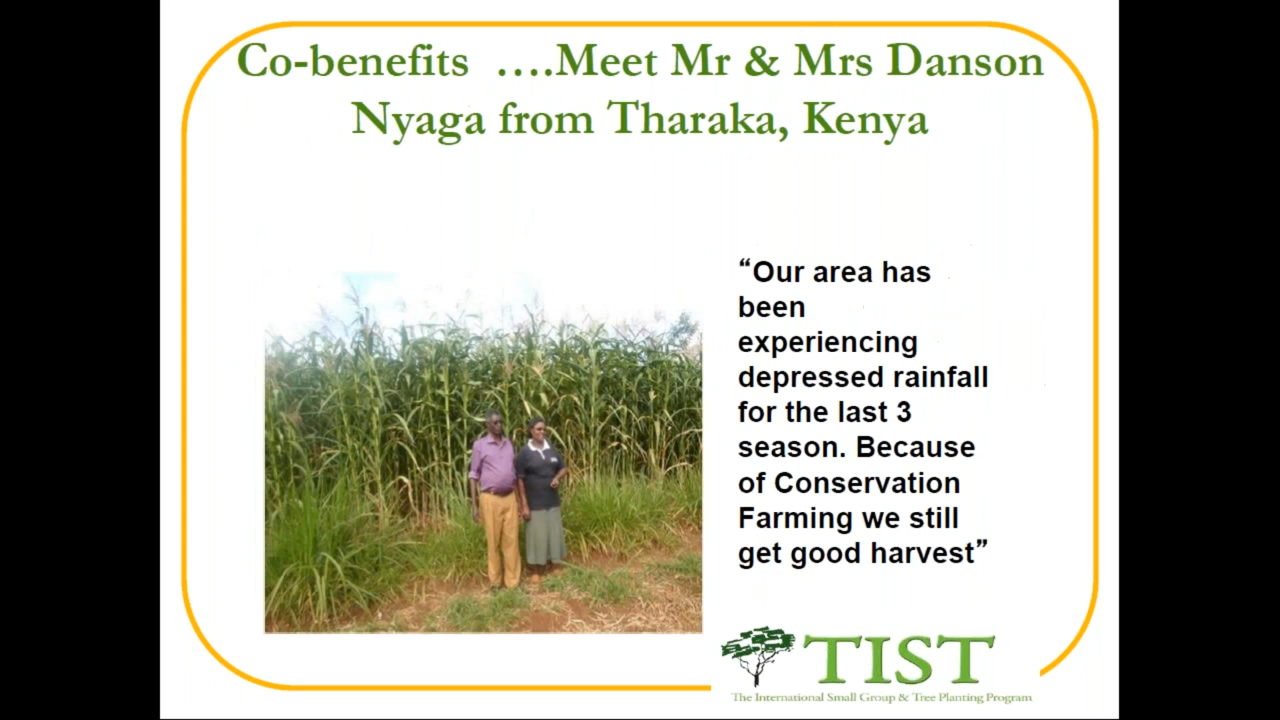 Co-benefits ….Meet Mr & Mrs Danson
Nyaga from Tharaka, Kenya
“Our area has
been
experiencing
depressed rainfall
for the last 3
season. Because
of Conservation
Farming we still
get good harvest”
TIST
The International Small Group & Tree Planting Program